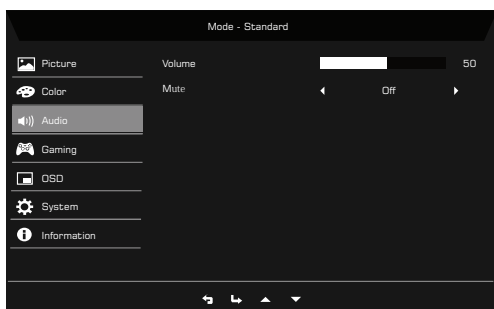 Mode - Standard
Picture
Volume 50
Color
Mute Off
Audio
Gaming
OSD
System
Information